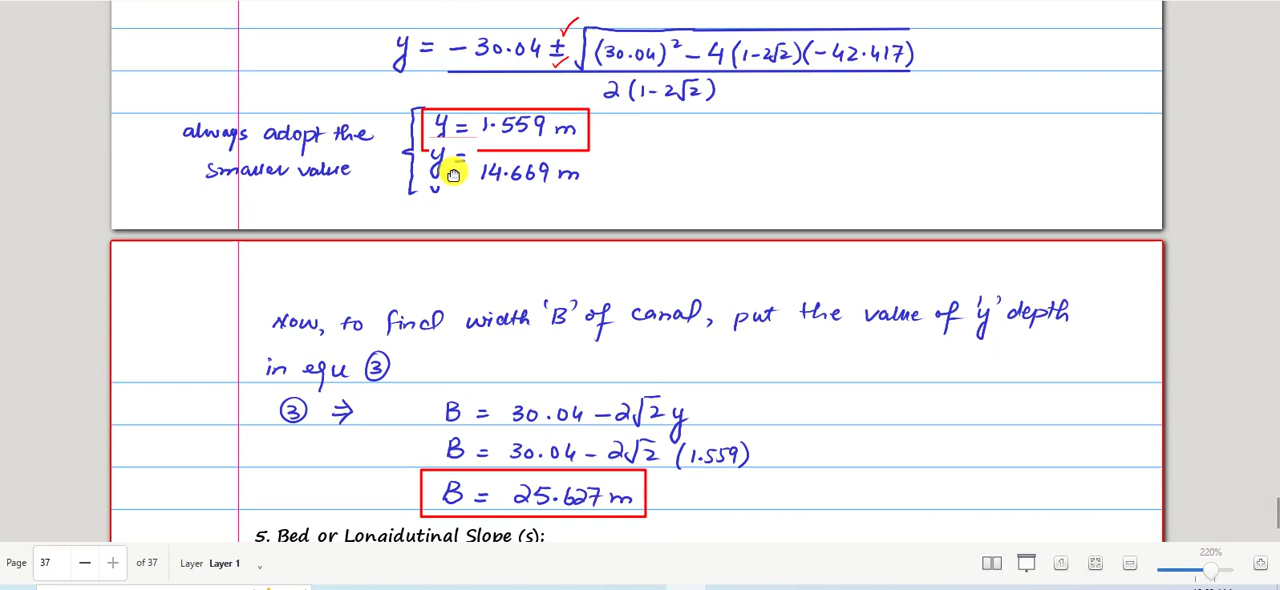 y = - 30.04 ± √(30.04)² - 4(1-2√2)(-42.417)
2(1-2√2)
always adopt the
smaller value
y = 1.559 m
y = 14.669 m
Now, to find width 'B' of canal, put the value of 'y' depth
in equ ③
③ ⇒ B = 30.04 - 2√2 y
B = 30.04 - 2√2 (1.559)
B = 25.627 m
5. Bed or Longidutinal Slope (s):
Page 37 of 37 Layer Layer 1
220%